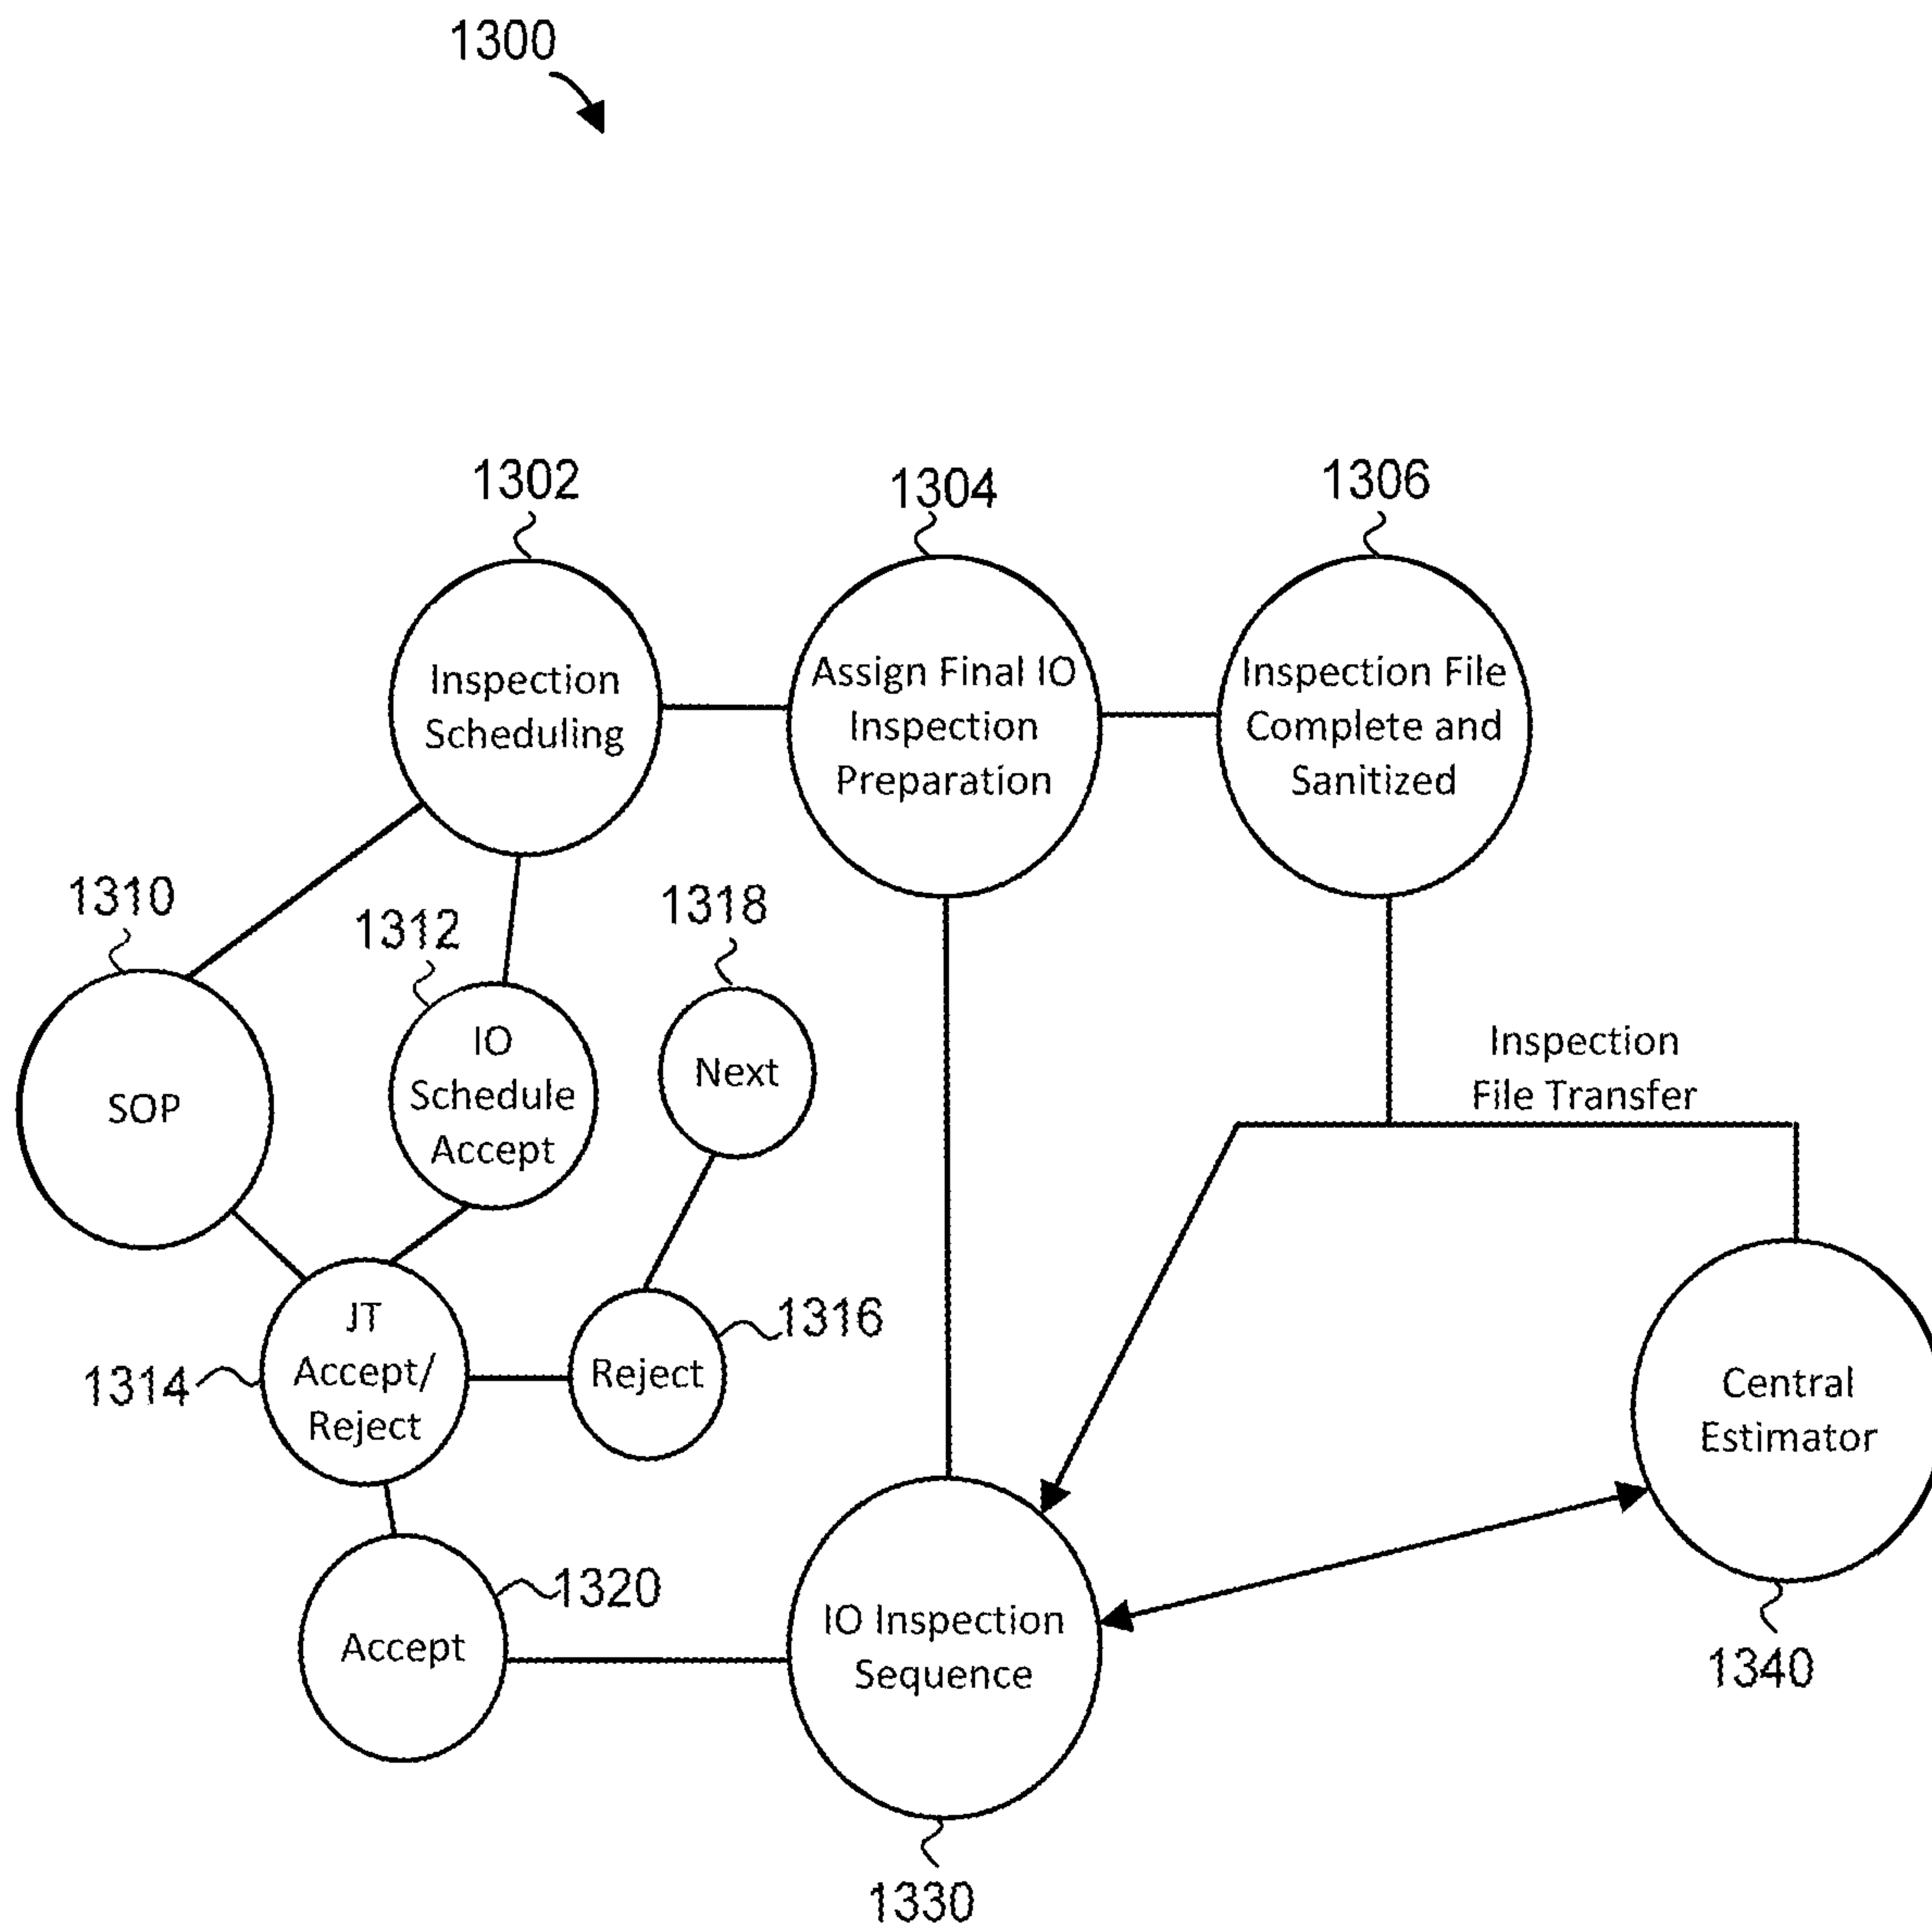 1300
1302
1304
1306
Inspection
Scheduling
Assign Final IO
Inspection
Preparation
Inspection File
Complete and
Sanitized
1310
1312
1318
SOP
IO
Schedule
Accept
Next
Inspection
File Transfer
1314
JT
Accept/
Reject
Reject
1316
Central
Estimator
1320
Accept
IO Inspection
Sequence
1340
1330